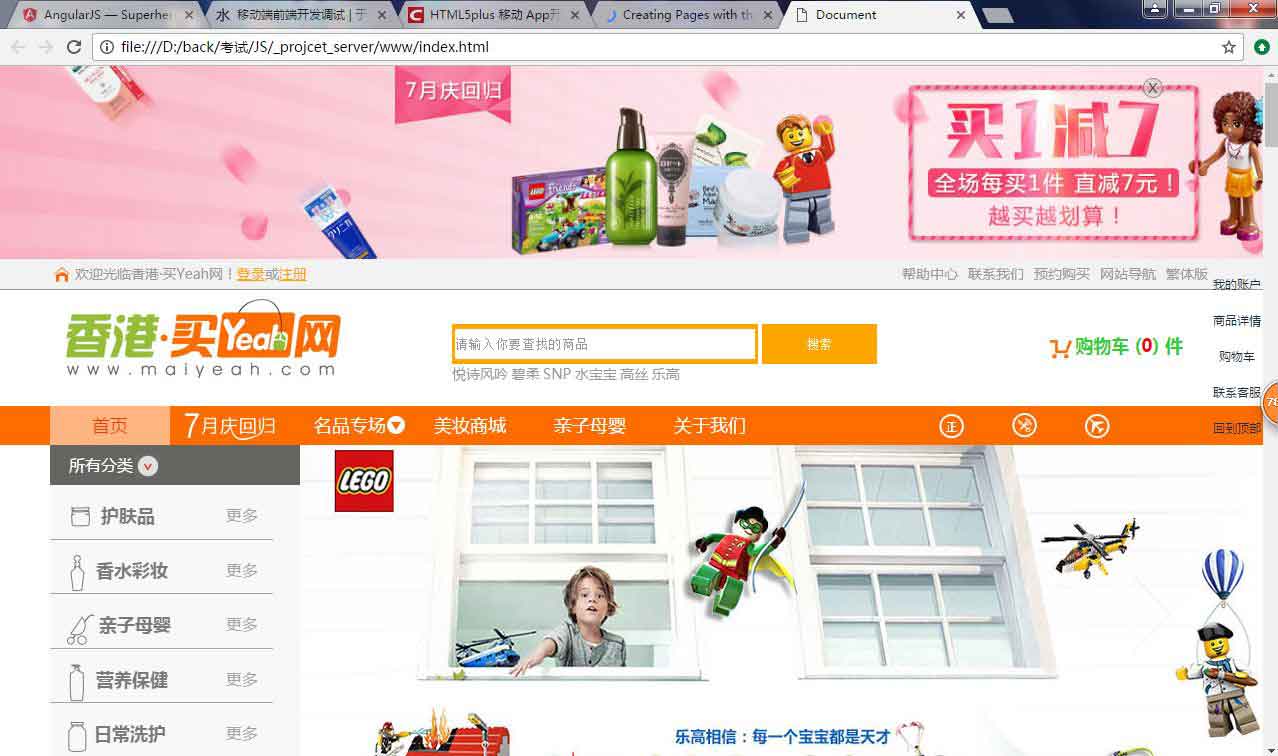 AngularJS — Superher
移动端前端开发调试 | 于
HTML5plus 移动 App开
Creating Pages with th
Document
file:///D:/back/考试/JS/_projcet_server/www/index.html
7月庆回归
X
买1减7
全场每买1件 直减7元！
越买越划算！
LEGO Friends
欢迎光临香港·买Yeah网！登录或注册
帮助中心 联系我们 预约购买 网站导航 繁体版
我的账户
香港·买Yeah网
www.maiyeah.com
请输入你要查找的商品
搜索
悦诗风吟 碧柔 SNP 水宝宝 高丝 乐高
购物车 (0) 件
商品详情
购物车
联系客服
78
回到顶部
首页 7月庆回归 名品专场 美妆商城 亲子母婴 关于我们 正
所有分类
LEGO
护肤品 更多
香水彩妆 更多
亲子母婴 更多
营养保健 更多
日常洗护 更多
乐高相信：每一个宝宝都是天才